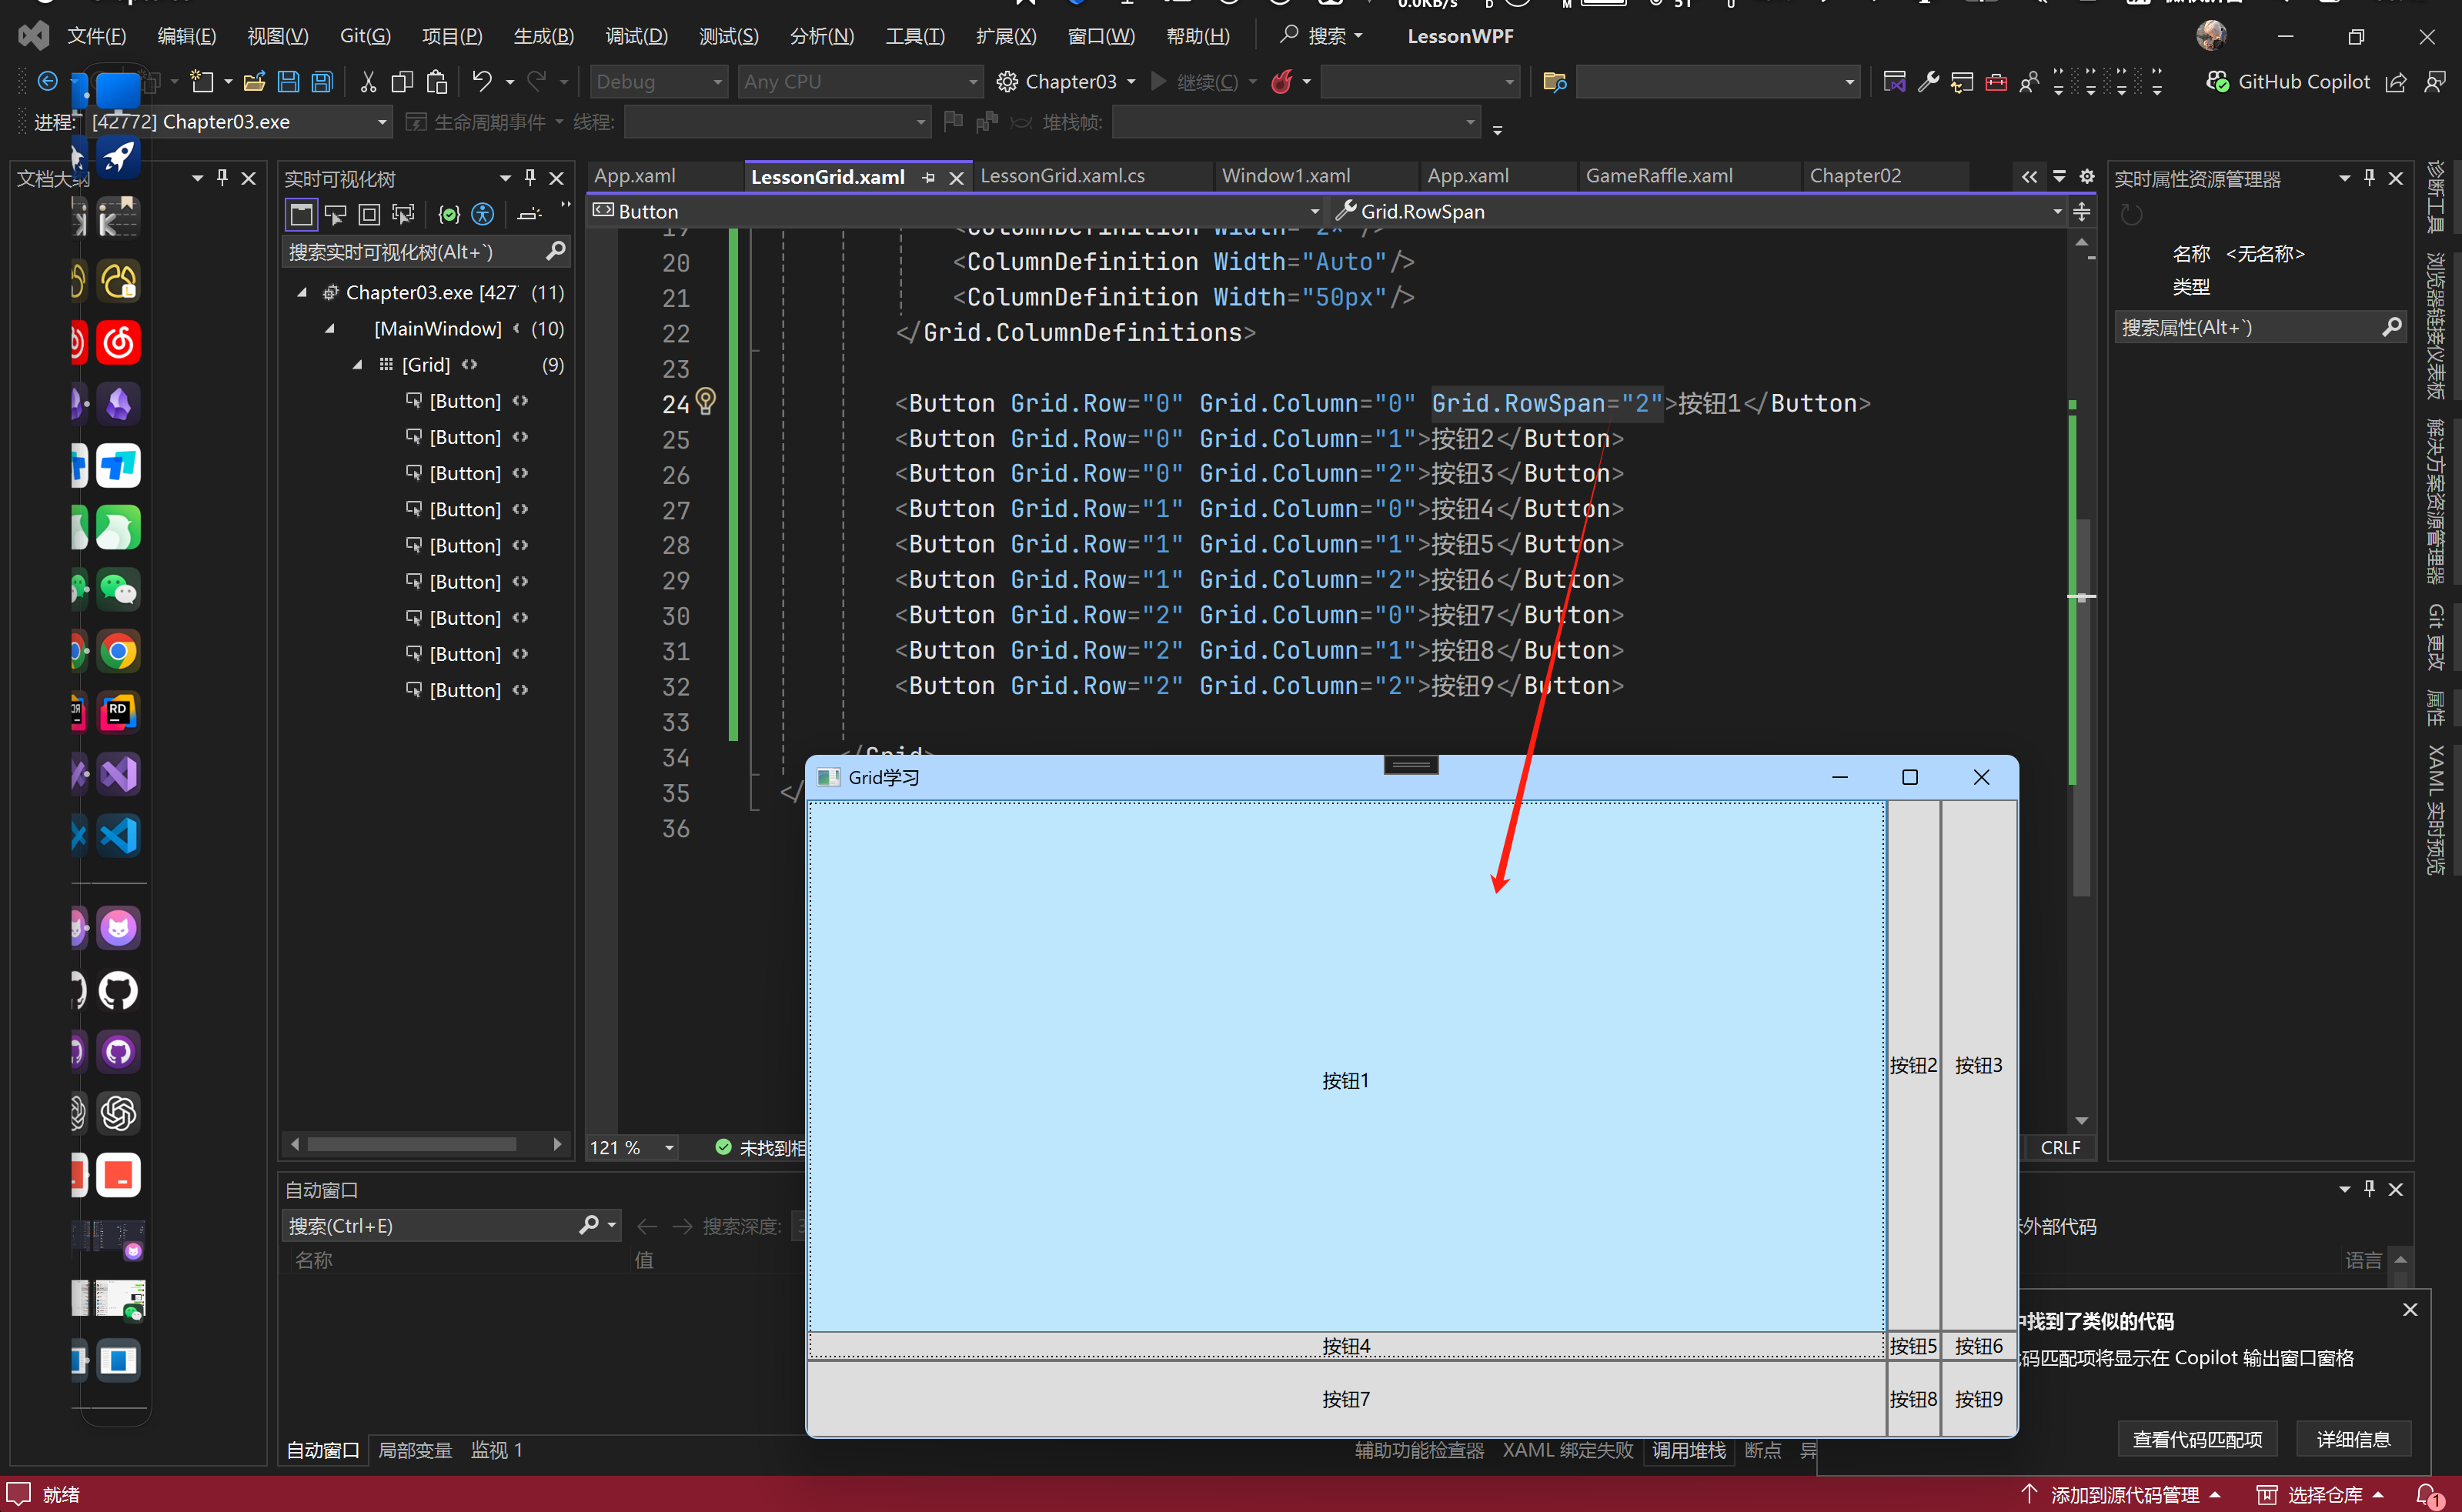 文件(F) 编辑(E) 视图(V) Git(G) 项目(P) 生成(B) 调试(D) 测试(S) 分析(N) 工具(T) 扩展(X) 窗口(W) 帮助(H) 搜索 LessonWPF
Debug Any CPU Chapter03 继续(C) GitHub Copilot
进程: [42772] Chapter03.exe 生命周期事件 线程: 堆栈帧:
文档大纲
实时可视化树
搜索实时可视化树(Alt+`)
Chapter03.exe [427 (11)
[MainWindow] (10)
[Grid] (9)
[Button]
[Button]
[Button]
[Button]
[Button]
[Button]
[Button]
[Button]
[Button]
App.xaml LessonGrid.xaml LessonGrid.xaml.cs Window1.xaml App.xaml GameRaffle.xaml Chapter02
Button Grid.RowSpan
19 <ColumnDefinition Width="2*"/>
20 <ColumnDefinition Width="Auto"/>
21 <ColumnDefinition Width="50px"/>
22 </Grid.ColumnDefinitions>
23
24 <Button Grid.Row="0" Grid.Column="0" Grid.RowSpan="2">按钮1</Button>
25 <Button Grid.Row="0" Grid.Column="1">按钮2</Button>
26 <Button Grid.Row="0" Grid.Column="2">按钮3</Button>
27 <Button Grid.Row="1" Grid.Column="0">按钮4</Button>
28 <Button Grid.Row="1" Grid.Column="1">按钮5</Button>
29 <Button Grid.Row="1" Grid.Column="2">按钮6</Button>
30 <Button Grid.Row="2" Grid.Column="0">按钮7</Button>
31 <Button Grid.Row="2" Grid.Column="1">按钮8</Button>
32 <Button Grid.Row="2" Grid.Column="2">按钮9</Button>
33
34 </Grid>
35 </
36
121 % 未找到相
CRLF
Grid学习
按钮1
按钮2
按钮3
按钮4
按钮5
按钮6
按钮7
按钮8
按钮9
实时属性资源管理器
名称 <无名称>
类型
搜索属性(Alt+`)
诊断工具
浏览器链接仪表板
解决方案资源管理器
Git 更改
属性
XAML 实时预览
自动窗口
搜索(Ctrl+E) 搜索深度: 3
名称 值
自动窗口 局部变量 监视 1
外部代码
语言
找到了类似的代码
码匹配项将显示在 Copilot 输出窗口窗格
查看代码匹配项 详细信息
辅助功能检查器 XAML 绑定失败 调用堆栈 断点 异
就绪
添加到源代码管理 选择仓库 1
RD